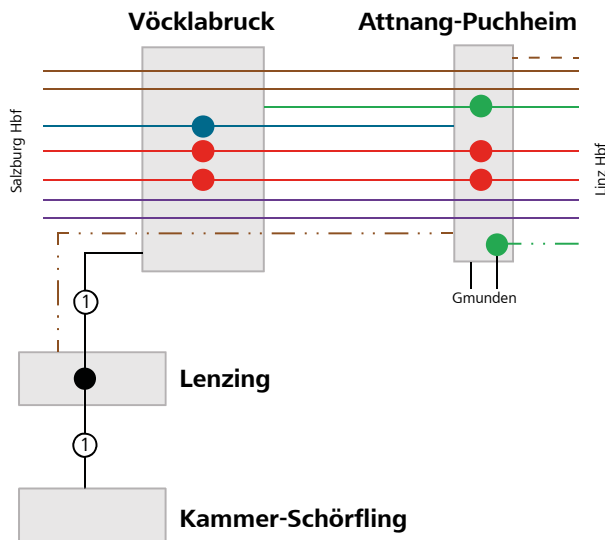 Vöcklabruck
Attnang-Puchheim
Salzburg Hbf
Linz Hbf
Gmunden
1
Lenzing
1
Kammer-Schörfling